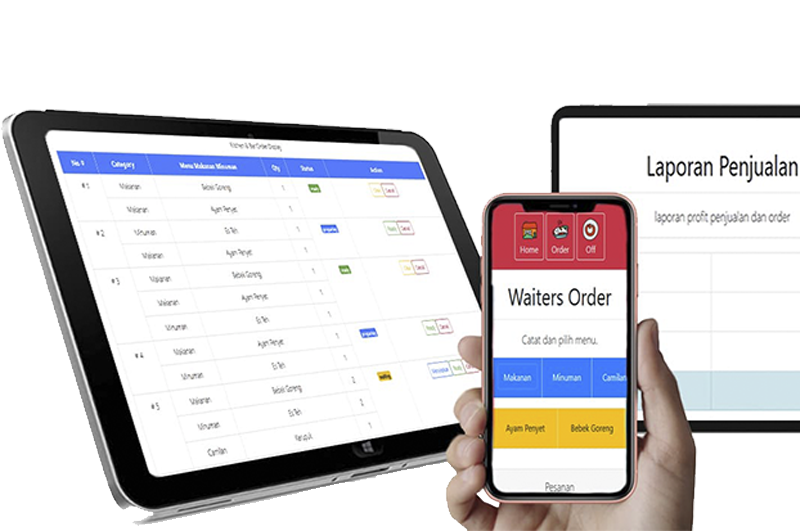 Kitchen & Bar Order Display
No # Category Menu Makanan Minuman Qty Status Action
# 1 Makanan Bebek Goreng 1
Makanan Ayam Penyet 1
# 2 Minuman Es Teh 1
Makanan Ayam Penyet 1
# 3 Makanan Bebek Goreng 1
Makanan Ayam Penyet 1
Minuman Es Teh 1
# 4 Makanan Ayam Penyet 1
Minuman Es Teh 1
# 5 Makanan Bebek Goreng 2
Minuman Es Teh 2
Camilan Kerupuk 1
Home Order Off
Waiters Order
Catat dan pilih menu.
Makanan Minuman Camilan
Ayam Penyet Bebek Goreng
Pesanan
Laporan Penjualan
laporan profit penjualan dan order